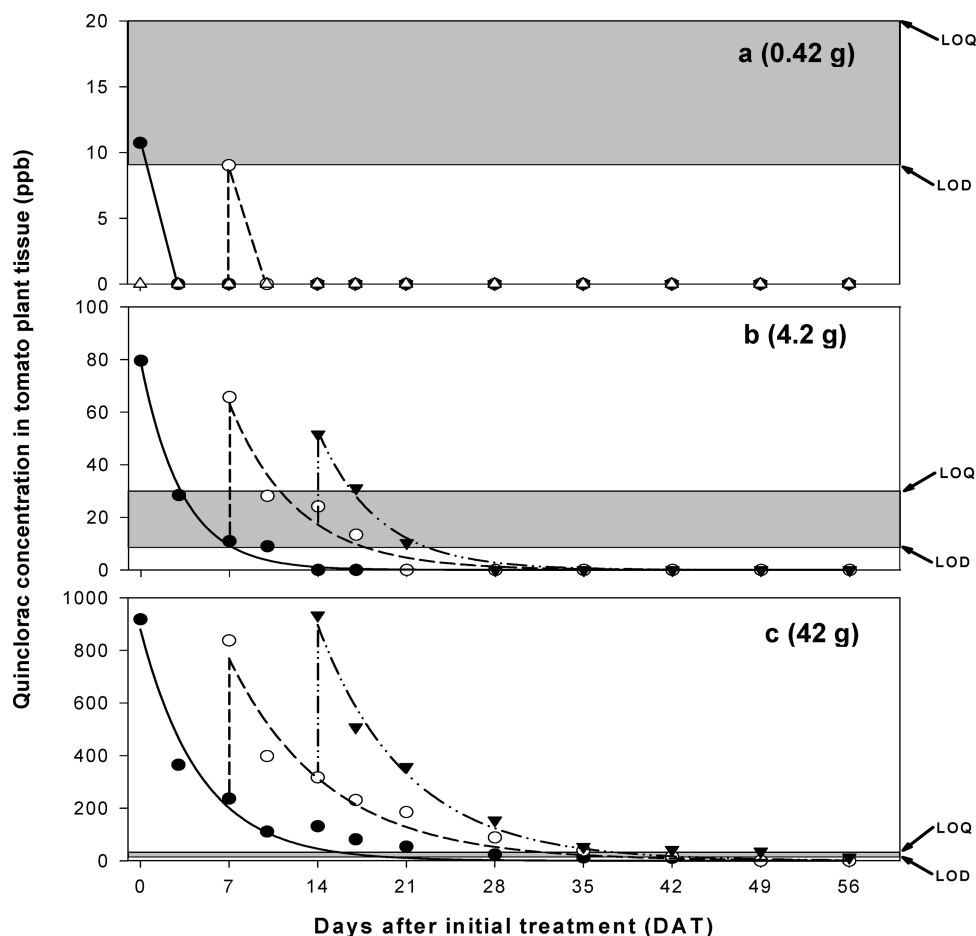 20
a (0.42 g)
LOQ
15
10
LOD
5
0
100
b (4.2 g)
80
60
40
LOQ
20
LOD
0
1000
c (42 g)
800
600
400
200
LOQ
0
LOD
0 7 14 21 28 35 42 49 56
Days after initial treatment (DAT)
Quinclorac concentration in tomato plant tissue (ppb)